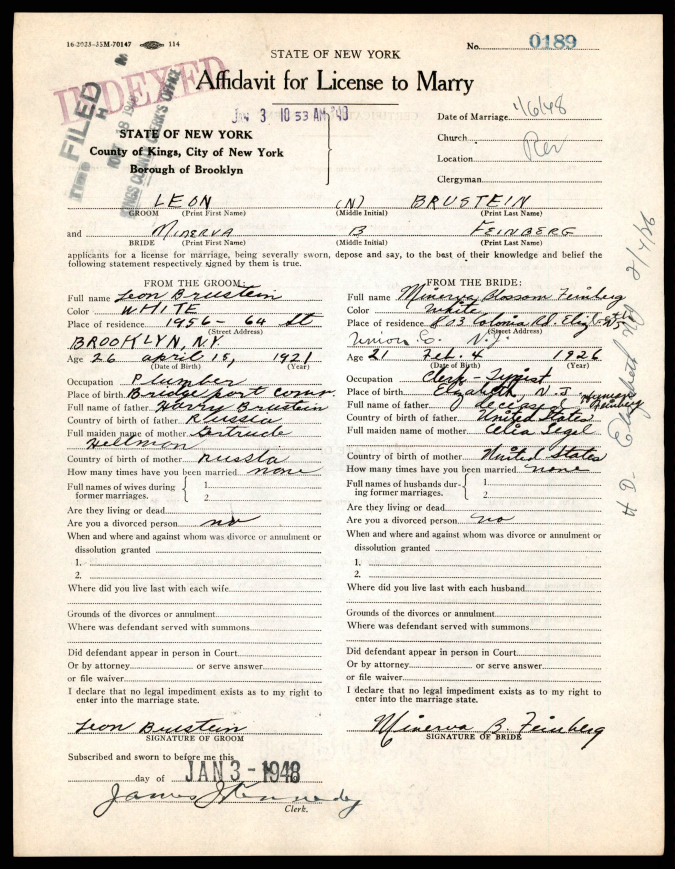 16-2023-35M-70147 114
STATE OF NEW YORK
No. 0189
INDEXED
FILED
Affidavit for License to Marry
JAN 3 10 53 AM '48
Date of Marriage 1/6/48
Church
Rev
Location
Clergyman
STATE OF NEW YORK
County of Kings, City of New York
Borough of Brooklyn
LEON (N) BRUSTEIN
GROOM (Print First Name) (Middle Initial) (Print Last Name)
and MINERVA B FEINBERG
BRIDE (Print First Name) (Middle Initial) (Print Last Name)
applicants for a license for marriage, being severally sworn, depose and say, to the best of their knowledge and belief the
following statement respectively signed by them is true.
FROM THE GROOM:
Full name Leon Brustein
Color WHITE
Place of residence 1956 - 64 St
(Street Address)
BROOKLYN, N.Y.
Age 26 april 15, 1921
(Date of Birth) (Year)
Occupation Plumber
Place of birth Bridgeport Conn.
Full name of father Harry Brustein
Country of birth of father Russia
Full maiden name of mother Gertrude
Hellman
Country of birth of mother Russia
How many times have you been married none
Full names of wives during
former marriages.
1.
2.
Are they living or dead
Are you a divorced person no
When and where and against whom was divorce or annulment or
dissolution granted
1.
2.
Where did you live last with each wife
Grounds of the divorces or annulment
Where was defendant served with summons
Did defendant appear in person in Court
Or by attorney or serve answer
or file waiver
I declare that no legal impediment exists as to my right to
enter into the marriage state.
Leon Brustein
SIGNATURE OF GROOM
FROM THE BRIDE:
Full name Minerva Blossom Feinberg
Color White
Place of residence 803 Colonia Rd. Elizabeth
(Street Address)
Union C. N.J.
Age 21 Feb. 4 1926
(Date of Birth) (Year)
Occupation Clerk - Typist
Place of birth Elizabeth, N.J
Full name of father deceased Herman Feinberg
Country of birth of father United States
Full maiden name of mother Celia Segel
Country of birth of mother United States
How many times have you been married none
Full names of husbands dur-
ing former marriages.
1.
2.
Are they living or dead
Are you a divorced person no
When and where and against whom was divorce or annulment or
dissolution granted
1.
2.
Where did you live last with each husband
Grounds of the divorces or annulment
Where was defendant served with summons
Did defendant appear in person in Court
Or by attorney or serve answer
or file waiver
I declare that no legal impediment exists as to my right to
enter into the marriage state.
Minerva B. Feinberg
SIGNATURE OF BRIDE
Subscribed and sworn to before me this
day of JAN 3 - 1948
James J Kennedy
Clerk.
H D - Elizabeth NJ 2/4/26